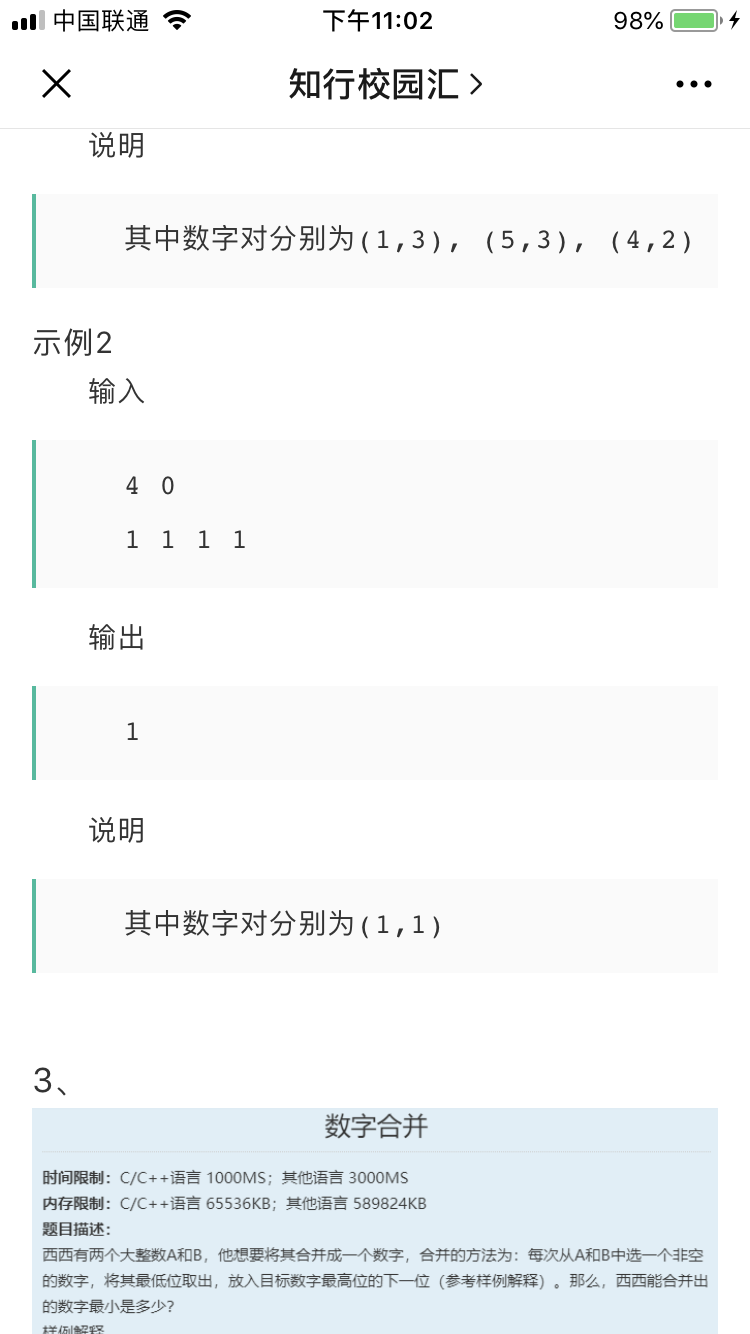 中国联通 下午11:02 98%
知行校园汇
说明
其中数字对分别为(1,3), (5,3), (4,2)
示例2
输入
4 0
1 1 1 1
输出
1
说明
其中数字对分别为(1,1)
3、
数字合并
时间限制：C/C++语言 1000MS；其他语言 3000MS
内存限制：C/C++语言 65536KB；其他语言 589824KB
题目描述：
西西有两个大整数A和B，他想要将其合并成一个数字，合并的方法为：每次从A和B中选一个非空
的数字，将其最低位取出，放入目标数字最高位的下一位（参考样例解释）。那么，西西能合并出
的数字最小是多少？
样例解释